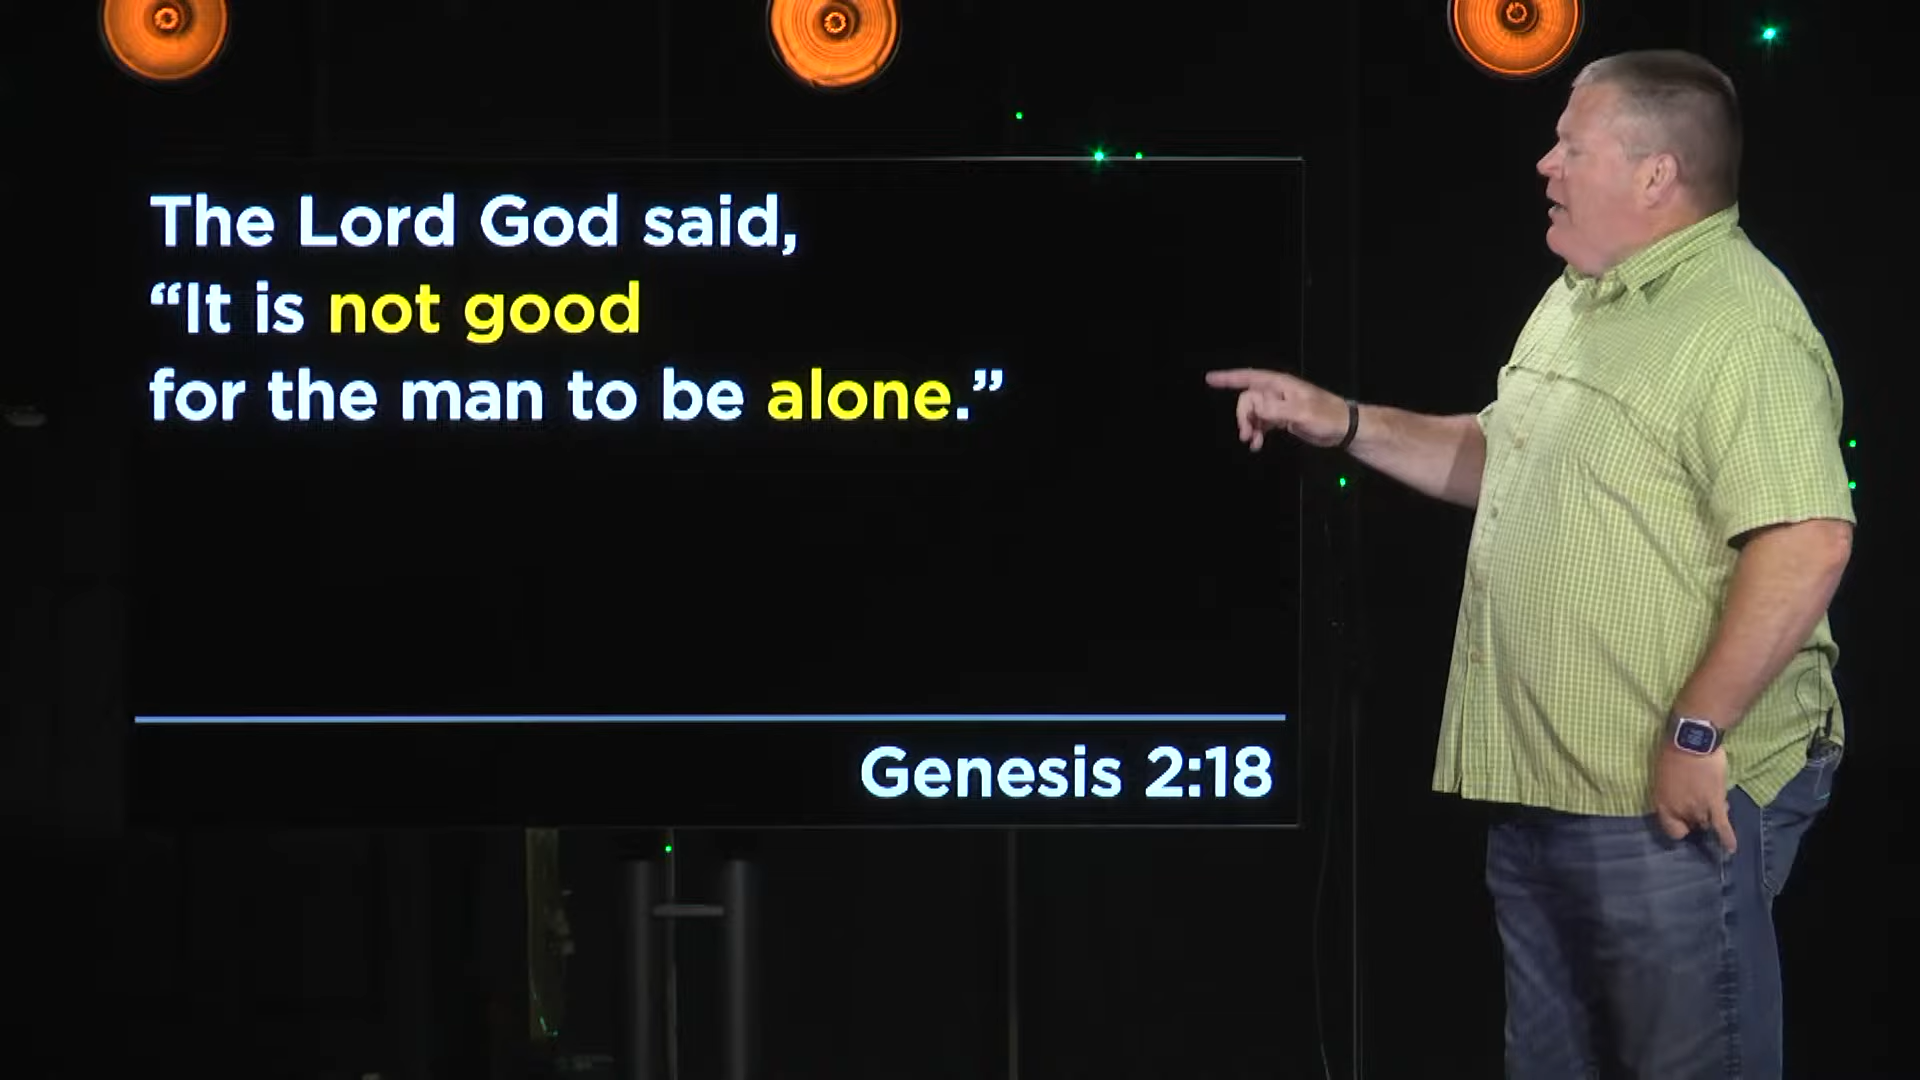 The Lord God said,
“It is not good
for the man to be alone.”
Genesis 2:18